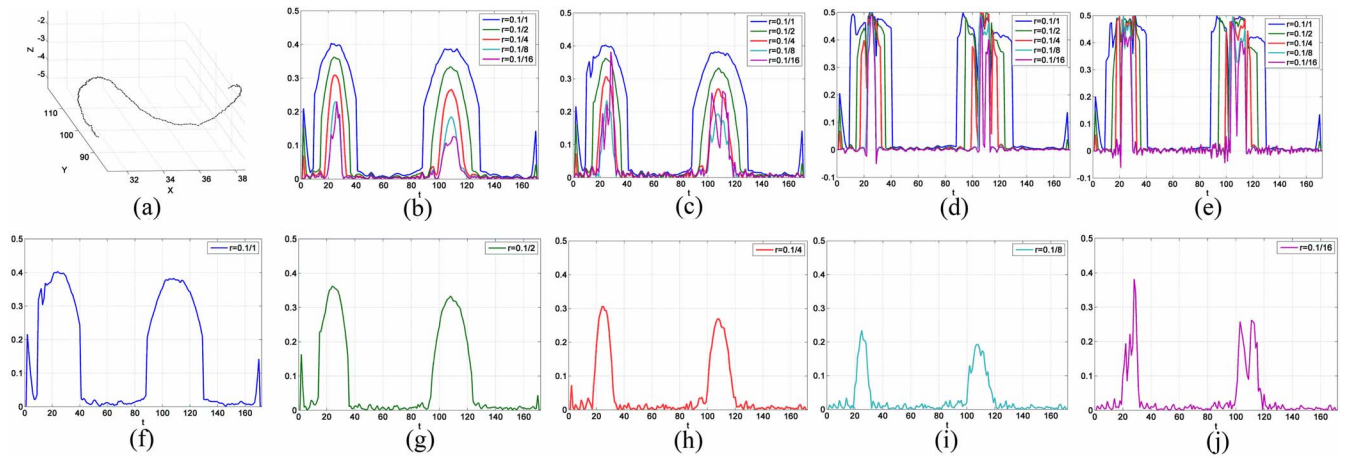 -2
-3
-4
-5
Z
110
100
90
Y
32 34 36 38
X
(a)
0.5
0.4
0.3
0.2
0.1
0
0 20 40 60 80 100 120 140 160
t
r=0.1/1
r=0.1/2
r=0.1/4
r=0.1/8
r=0.1/16
(b)
0.5
0.4
0.3
0.2
0.1
0
0 20 40 60 80 100 120 140 160
t
r=0.1/1
r=0.1/2
r=0.1/4
r=0.1/8
r=0.1/16
(c)
0.5
0.4
0.3
0.2
0.1
0
-0.1
0 20 40 60 80 100 120 140 160
t
r=0.1/1
r=0.1/2
r=0.1/4
r=0.1/8
r=0.1/16
(d)
0.5
0.4
0.3
0.2
0.1
0
-0.1
0 20 40 60 80 100 120 140 160
t
r=0.1/1
r=0.1/2
r=0.1/4
r=0.1/8
r=0.1/16
(e)
0.5
0.4
0.3
0.2
0.1
0
0 20 40 60 80 100 120 140 160
t
r=0.1/1
(f)
0.5
0.4
0.3
0.2
0.1
0
0 20 40 60 80 100 120 140 160
t
r=0.1/2
(g)
0.5
0.4
0.3
0.2
0.1
0
0 20 40 60 80 100 120 140 160
t
r=0.1/4
(h)
0.5
0.4
0.3
0.2
0.1
0
0 20 40 60 80 100 120 140 160
t
r=0.1/8
(i)
0.5
0.4
0.3
0.2
0.1
0
0 20 40 60 80 100 120 140 160
t
r=0.1/16
(j)